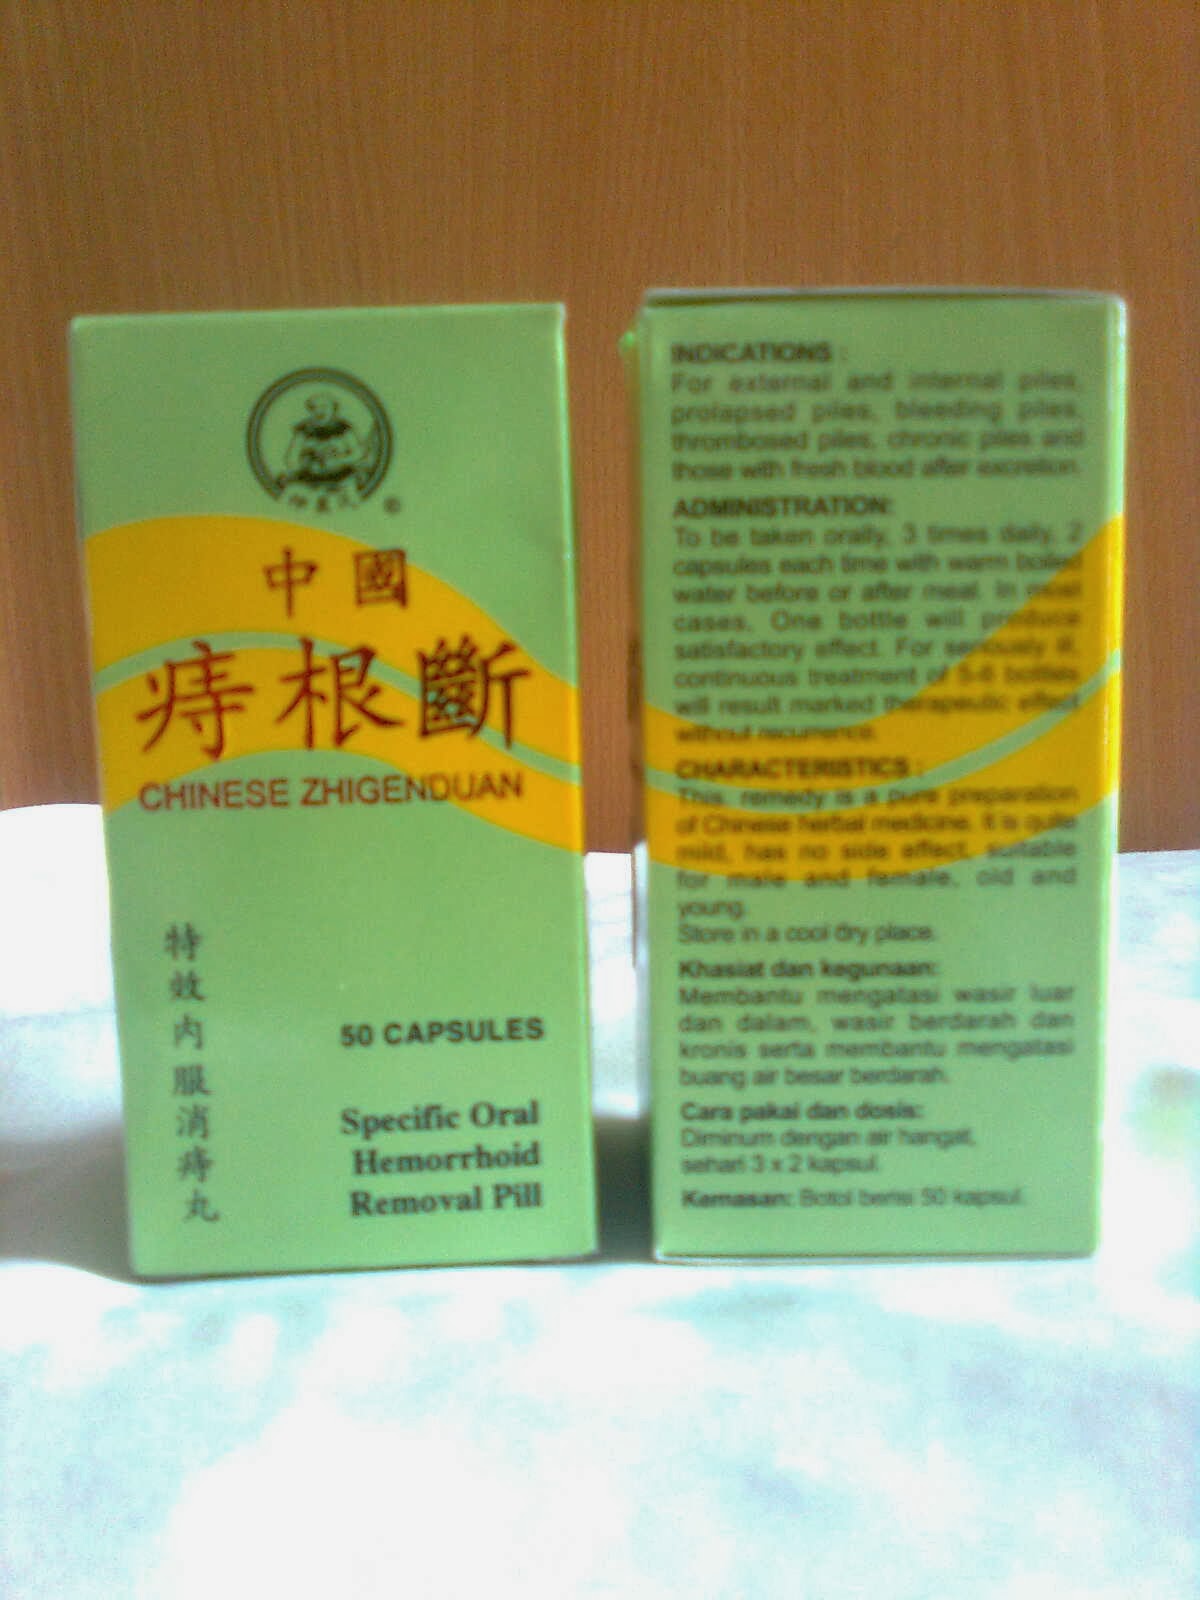 ©
中國
痔根斷
CHINESE ZHIGENDUAN
特效内服消痔丸
50 CAPSULES
Specific Oral
Hemorrhoid
Removal Pill
INDICATIONS :
For external and internal piles,
prolapsed piles, bleeding piles,
thrombosed piles, chronic piles and
those with fresh blood after excretion.
ADMINISTRATION:
To be taken orally, 3 times daily, 2
capsules each time with warm boiled
water before or after meal. In most
cases, One bottle will produce
satisfactory effect. For seriously ill,
continuous treatment of 5-6 bottles
will result marked therapeutic effect
without recurrence.
CHARACTERISTICS :
This remedy is a pure preparation
of Chinese herbal medicine. It is quite
mild, has no side effect, suitable
for male and female, old and
young.
Store in a cool dry place.
Khasiat dan kegunaan:
Membantu mengatasi wasir luar
dan dalam, wasir berdarah dan
kronis serta membantu mengatasi
buang air besar berdarah.
Cara pakai dan dosis:
Diminum dengan air hangat,
sehari 3 x 2 kapsul.
Kemasan: Botol berisi 50 kapsul.